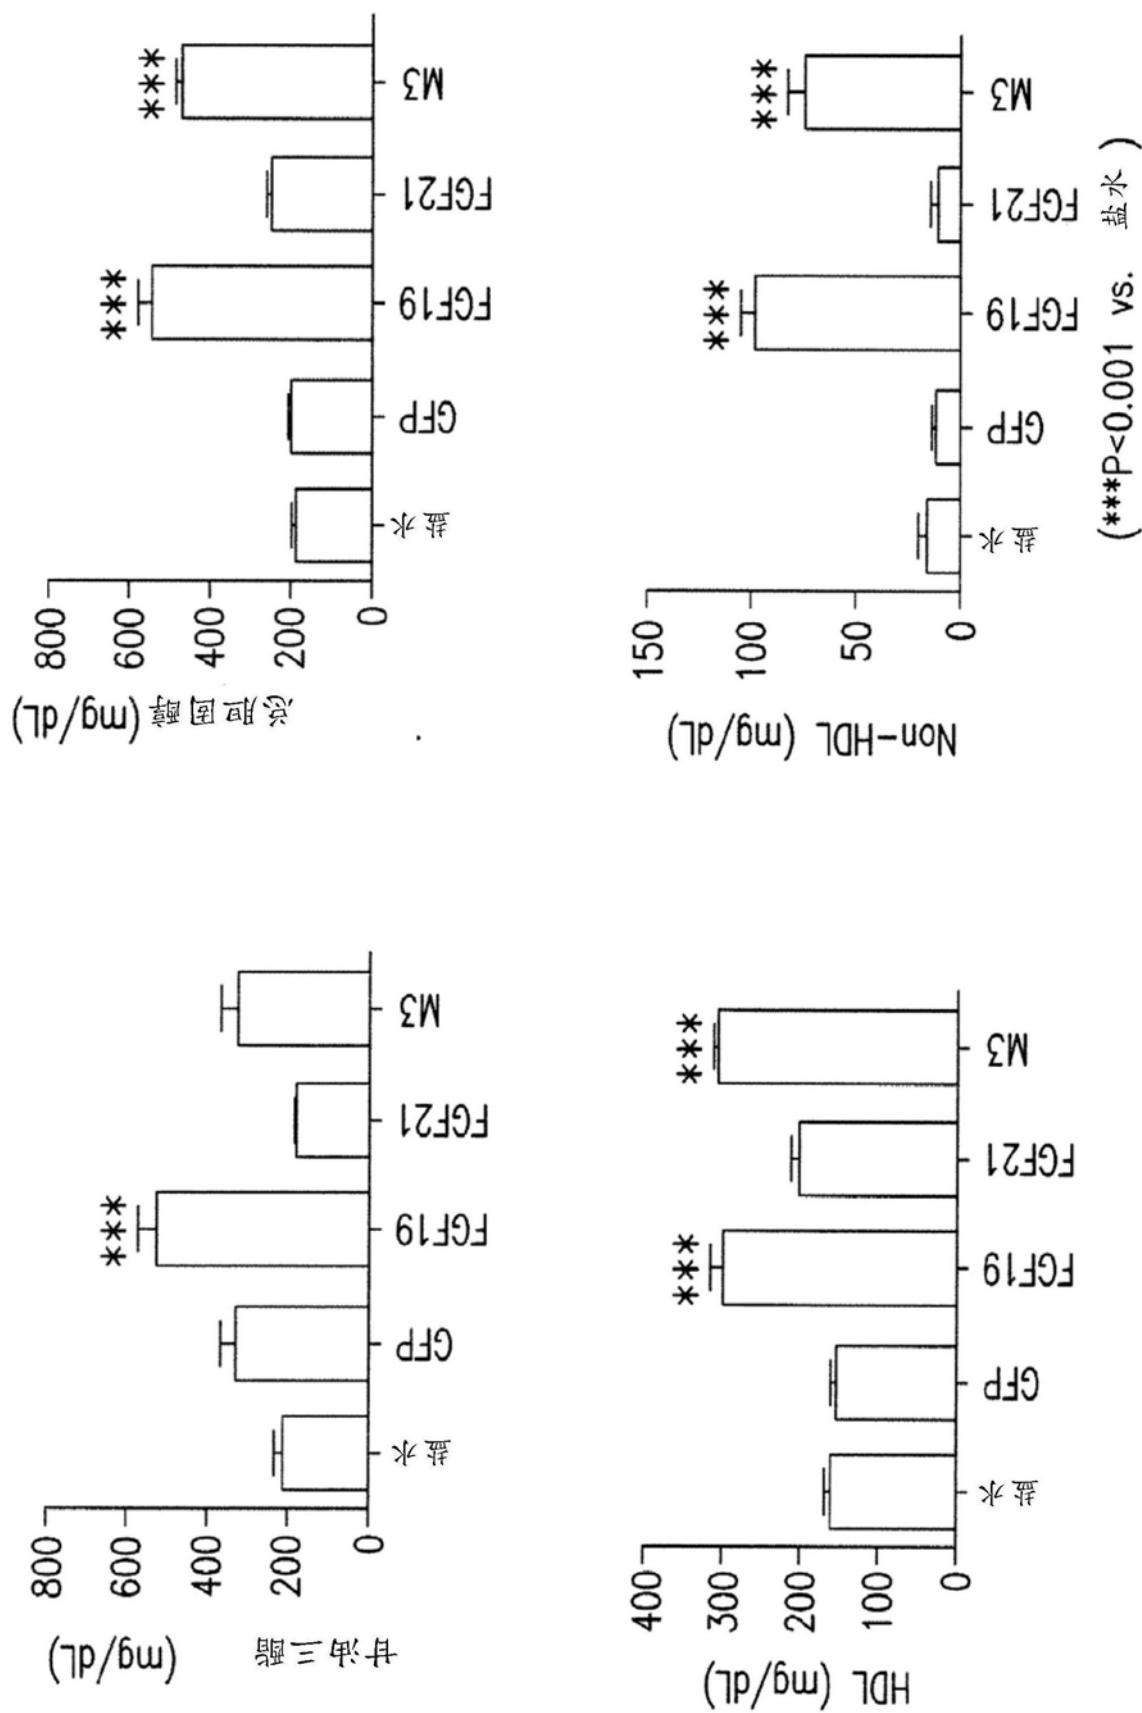 甘油三酯 (mg/dL)
800
600
400
200
0
盐水
GFP
FGF19
FGF21
M3
***
总胆固醇(mg/dL)
800
600
400
200
0
盐水
GFP
FGF19
FGF21
M3
***
***
HDL (mg/dL)
400
300
200
100
0
盐水
GFP
FGF19
FGF21
M3
***
***
Non-HDL (mg/dL)
150
100
50
0
盐水
GFP
FGF19
FGF21
M3
***
***
(***P<0.001 vs. 盐水 )